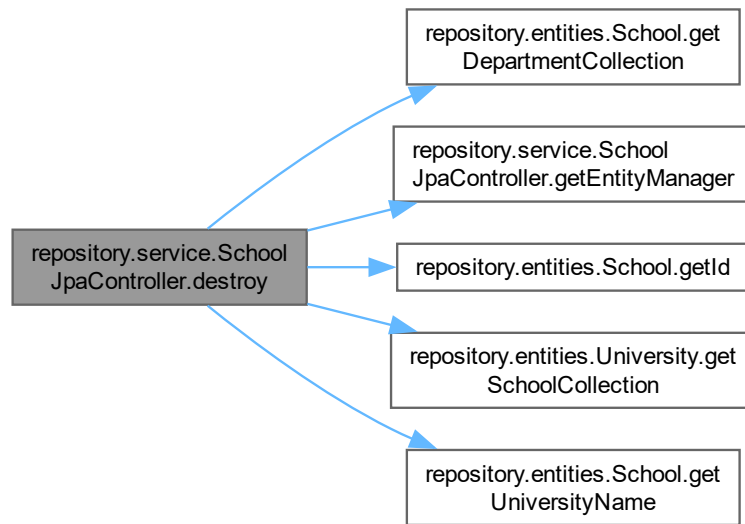 repository.entities.School.get
DepartmentCollection
repository.service.School
JpaController.getEntityManager
repository.service.School
JpaController.destroy
repository.entities.School.getId
repository.entities.University.get
SchoolCollection
repository.entities.School.get
UniversityName